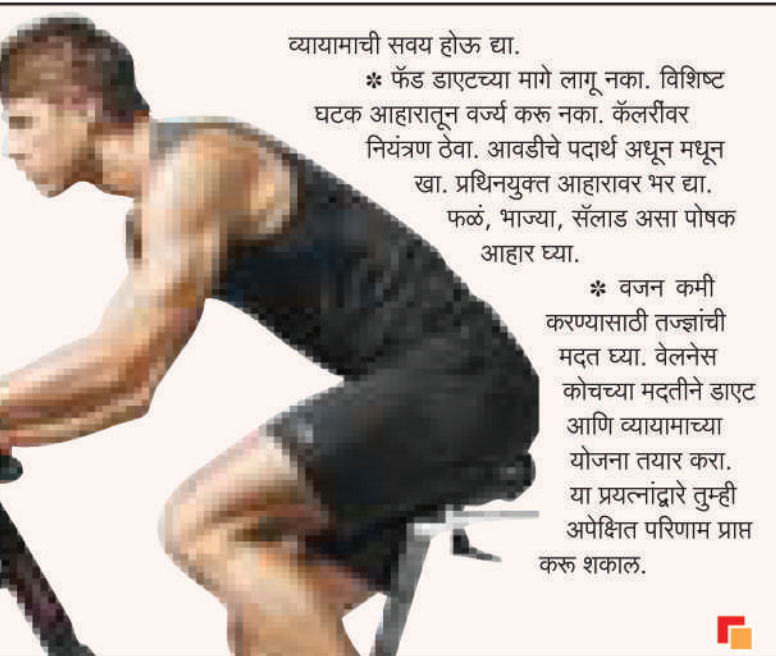 व्यायामाची सवय होऊ द्या.
* फॅड डाएटच्या मागे लागू नका. विशिष्ट
घटक आहारातून वर्ज्य करू नका. कॅलरींवर
नियंत्रण ठेवा. आवडीचे पदार्थ अधून मधून
खा. प्रथिनयुक्त आहारावर भर द्या.
फळं, भाज्या, सॅलाड असा पोषक
आहार घ्या.
* वजन कमी
करण्यासाठी तज्ज्ञांची
मदत घ्या. वेलनेस
कोचच्या मदतीने डाएट
आणि व्यायामाच्या
योजना तयार करा.
या प्रयत्नांद्वारे तुम्ही
अपेक्षित परिणाम प्राप्त
करू शकाल.